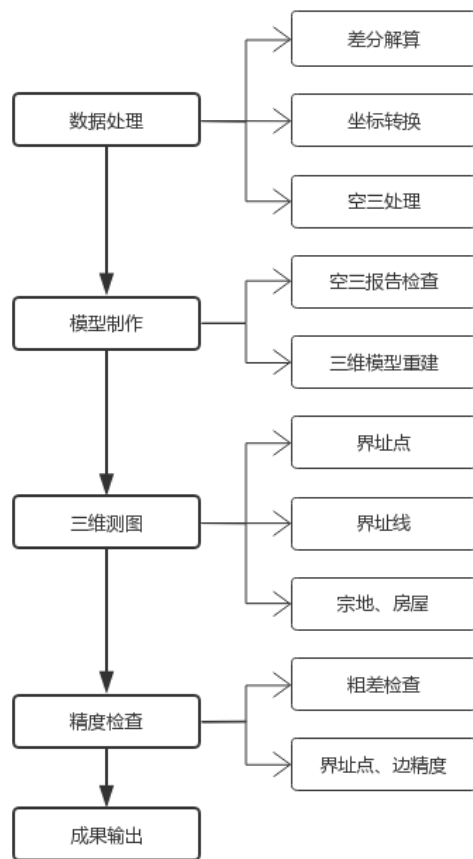 差分解算
数据处理
坐标转换
空三处理
空三报告检查
模型制作
三维模型重建
界址点
三维测图
界址线
宗地、房屋
粗差检查
精度检查
界址点、边精度
成果输出